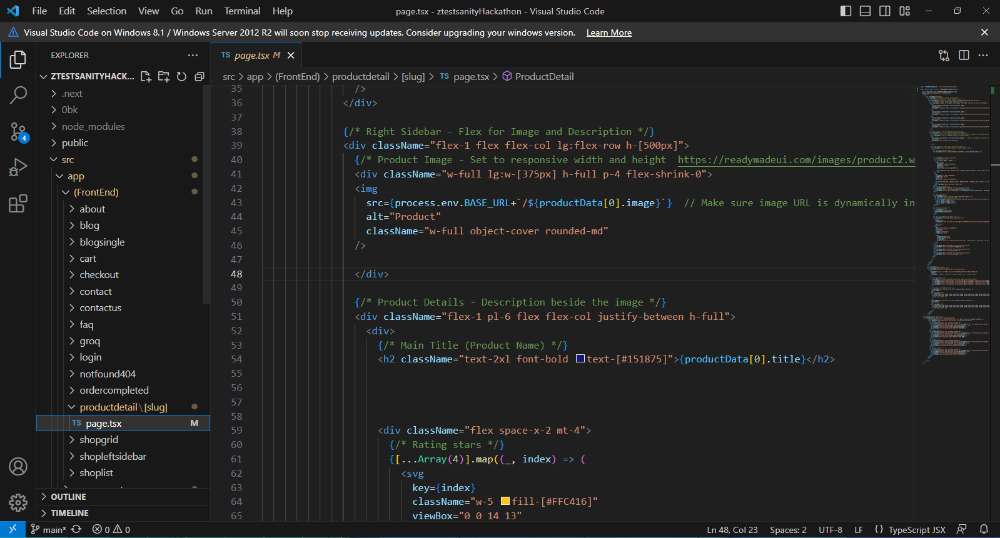 File Edit Selection View Go Run Terminal Help page.tsx - ztestsanityHackathon - Visual Studio Code
Visual Studio Code on Windows 8.1 / Windows Server 2012 R2 will soon stop receiving updates. Consider upgrading your windows version. Learn More
EXPLORER
ZTESTSANITYHACK...
.next
0bk
node_modules
public
src
app
(FrontEnd)
about
blog
blogsingle
cart
checkout
contact
contactus
faq
groq
login
notfound404
ordercompleted
productdetail\[slug]
TS page.tsx M
shopgrid
shopleftsidebar
shoplist
OUTLINE
TIMELINE
4
TS page.tsx M
src > app > (FrontEnd) > productdetail > [slug] > TS page.tsx > ProductDetail
35 />
36 </div>
37
38 {/* Right Sidebar - Flex for Image and Description */}
39 <div className="flex-1 flex flex-col lg:flex-row h-[500px]">
40 {/* Product Image - Set to responsive width and height https://readymadeui.com/images/product2.w
41 <div className="w-full lg:w-[375px] h-full p-4 flex-shrink-0">
42 <img
43 src={process.env.BASE_URL+`/${productData[0].image}`} // Make sure image URL is dynamically in
44 alt="Product"
45 className="w-full object-cover rounded-md"
46 />
47
48 </div>
49
50 {/* Product Details - Description beside the image */}
51 <div className="flex-1 pl-6 flex flex-col justify-between h-full">
52 <div>
53 {/* Main Title (Product Name) */}
54 <h2 className="text-2xl font-bold text-[#151875]">{productData[0].title}</h2>
55
56
57
58
59 <div className="flex space-x-2 mt-4">
60 {/* Rating stars */}
61 {[...Array(4)].map((_, index) => (
62 <svg
63 key={index}
64 className="w-5 fill-[#FFC416]"
65 viewBox="0 0 14 13"
main* 0 0 Ln 48, Col 23 Spaces: 2 UTF-8 LF {} TypeScript JSX